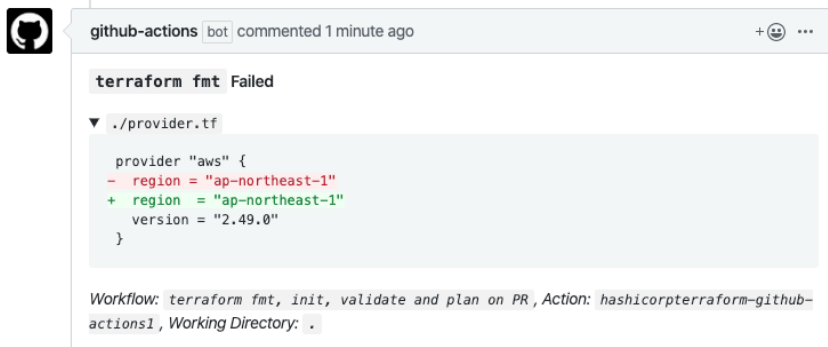 github-actions bot commented 1 minute ago
terraform fmt Failed
▼ ./provider.tf
 provider "aws" {
-  region = "ap-northeast-1"
+  region  = "ap-northeast-1"
   version = "2.49.0"
 }
Workflow: terraform fmt, init, validate and plan on PR, Action: hashicorpterraform-github-
actions1, Working Directory: .